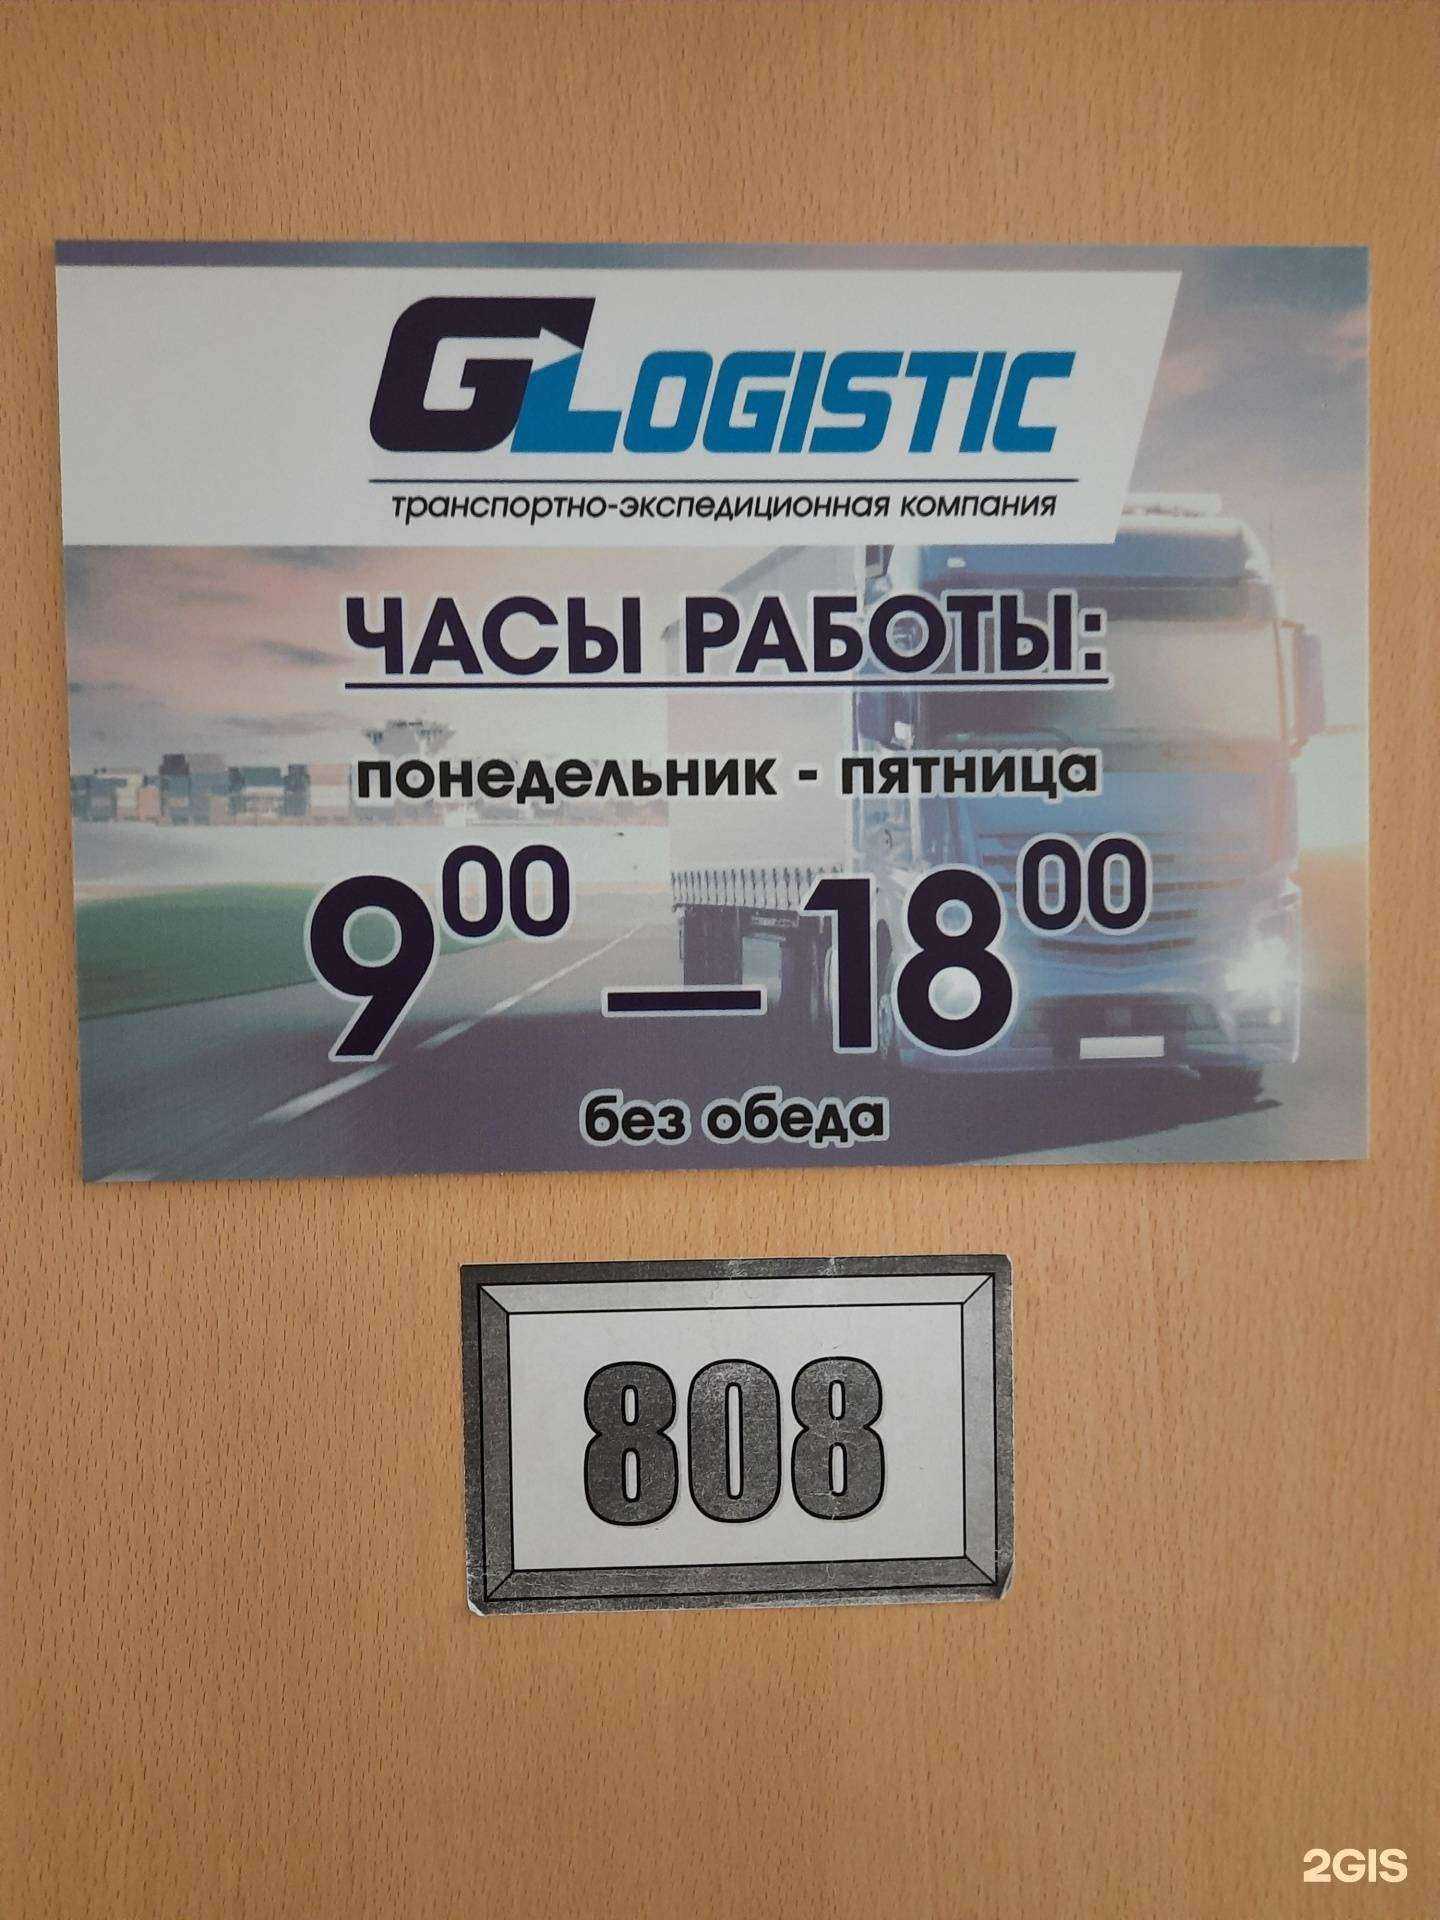 GLOGISTIC
транспортно-экспедиционная компания
ЧАСЫ РАБОТЫ:
понедельник - пятница
9⁰⁰ — 18⁰⁰
без обеда
808
2GIS